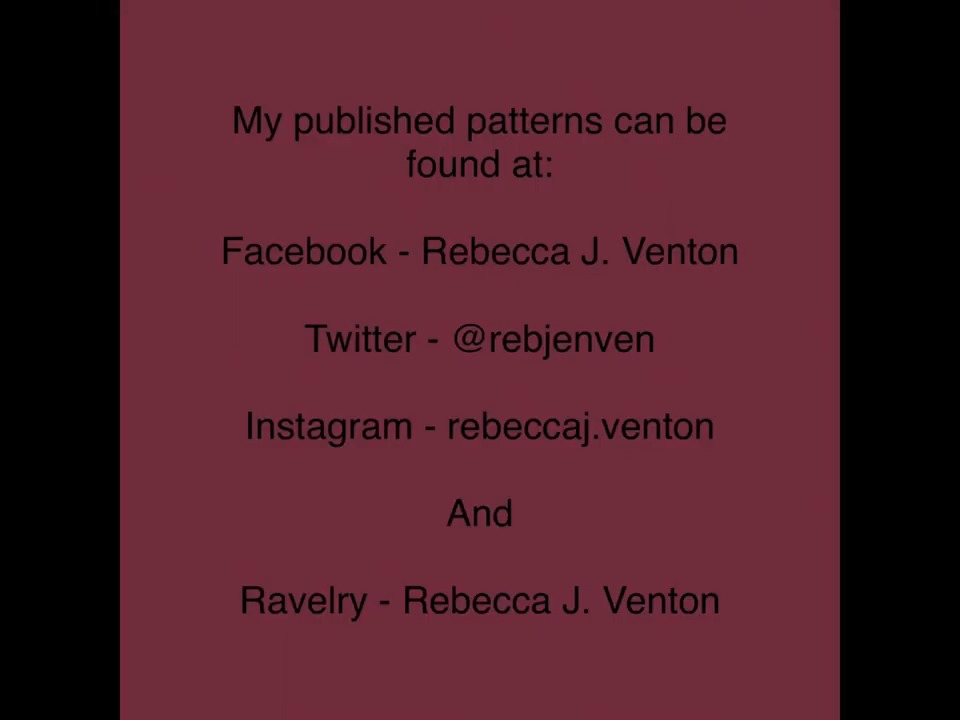 My published patterns can be
found at:
Facebook - Rebecca J. Venton
Twitter - @rebjenven
Instagram - rebeccaj.venton
And
Ravelry - Rebecca J. Venton